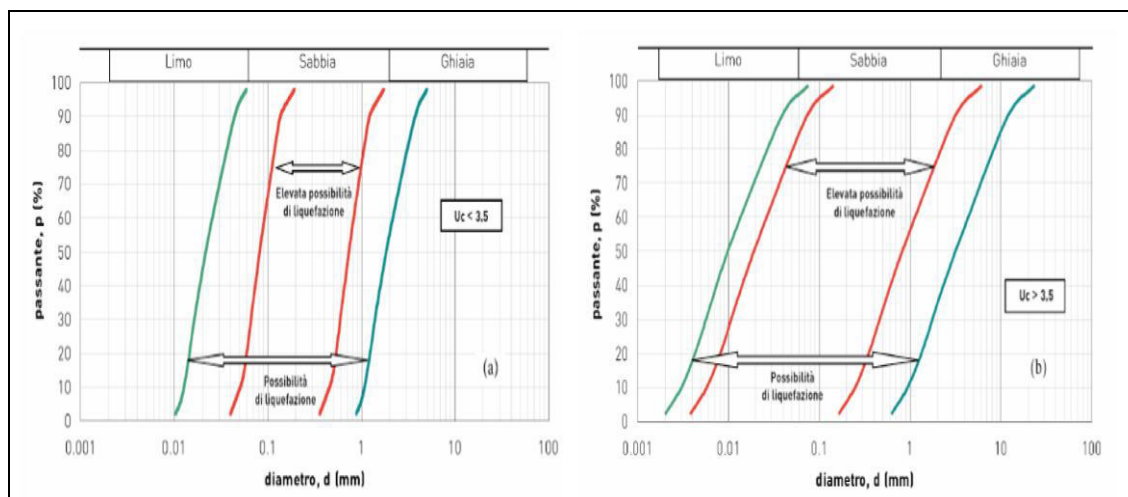 Limo Sabbia Ghiaia
100
90
80
70
60
50
40
30
20
10
0
passante, p (%)
Elevata possibilità
di liquefazione
Uc < 3,5
Possibilità
di liquefazione
(a)
0.001 0.01 0.1 1 10 100
diametro, d (mm)
Limo Sabbia Ghiaia
100
90
80
70
60
50
40
30
20
10
0
passante, p (%)
Elevata possibilità
di liquefazione
Uc > 3,5
Possibilità
di liquefazione
(b)
0.001 0.01 0.1 1 10 100
diametro, d (mm)